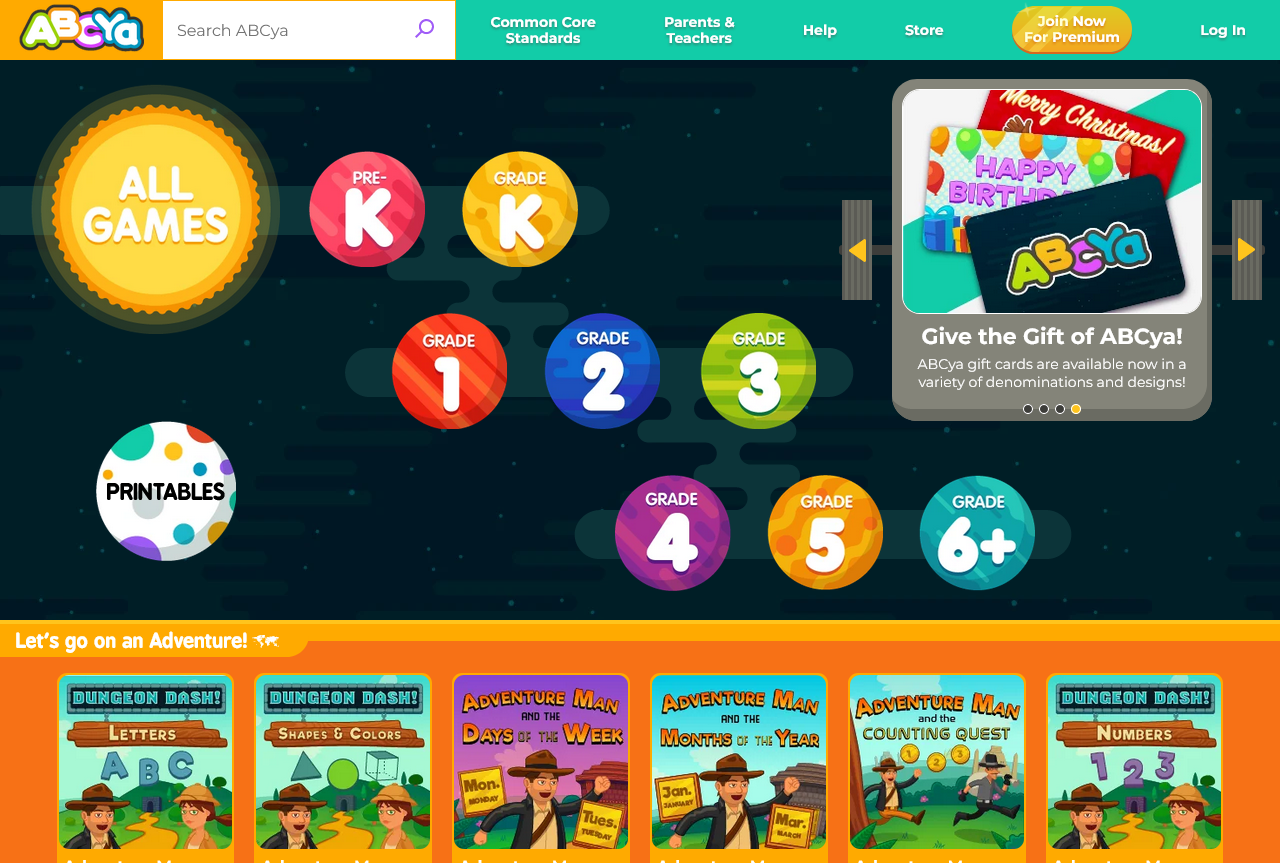 ABCYa
Search ABCya
Common Core
Standards
Parents &
Teachers
Help
Store
Join Now
For Premium
Log In
ALL
GAMES
PRE-
K
GRADE
K
GRADE
1
GRADE
2
GRADE
3
GRADE
4
GRADE
5
GRADE
6+
PRINTABLES
Merry Christmas!
HAPPY
ABCYa
Give the Gift of ABCya!
ABCya gift cards are available now in a
variety of denominations and designs!
Let's go on an Adventure!
DUNGEON DASH!
LETTERS
A B C
DUNGEON DASH!
SHAPES & COLORS
ADVENTURE MAN
AND THE
DAYS OF THE WEEK
Mon.
MONDAY
Tues.
TUESDAY
ADVENTURE MAN
AND THE
MONTHS OF THE YEAR
Jan.
JANUARY
Mar.
MARCH
ADVENTURE MAN
and the
COUNTING QUEST
1 2 3
DUNGEON DASH!
NUMBERS
1 2 3